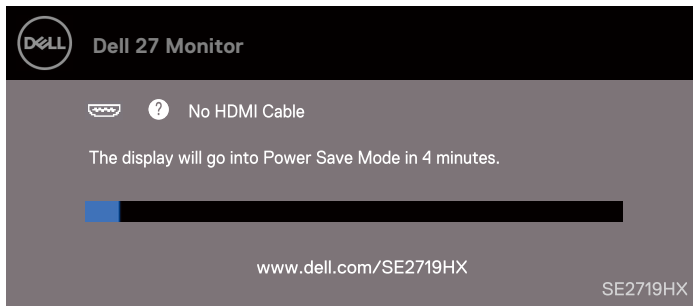 DELL
Dell 27 Monitor
? No HDMI Cable
The display will go into Power Save Mode in 4 minutes.
www.dell.com/SE2719HX
SE2719HX